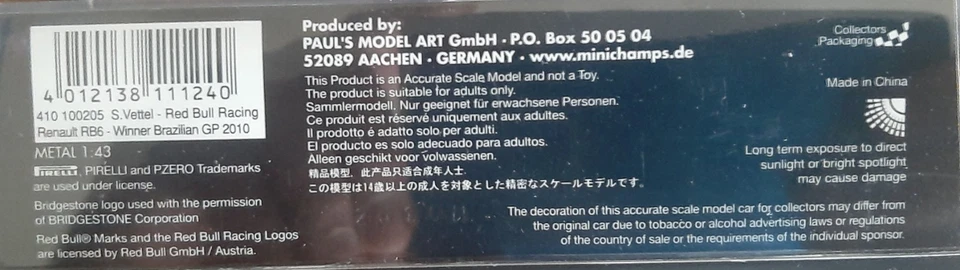 4 012138 111240
410 100205 S.Vettel - Red Bull Racing
Renault RB6 - Winner Brazilian GP 2010
METAL 1:43
PIRELLI, PIRELLI and PZERO Trademarks
are used under license.
Bridgestone logo used with the permission
of BRIDGESTONE Corporation
Red Bull® Marks and the Red Bull Racing Logos
are licensed by Red Bull GmbH / Austria.
Produced by:
PAUL'S MODEL ART GmbH · P.O. Box 50 05 04
52089 AACHEN · GERMANY · www.minichamps.de
This Product is an Accurate Scale Model and not a Toy.
The product is suitable for adults only.
Sammlermodell. Nur geeignet für erwachsene Personen.
Ce produit est réservé uniquement aux adultes.
Il prodotto é adatto solo per adulti.
El producto es solo adecuado para adultos.
Alleen geschikt voor volwassenen.
精品模型，此产品只适合成年人士.
この模型は14歳以上の成人を対象とした精密なスケールモデルです。
Collectors
Packaging
Made in China
Long term exposure to direct
sunlight or bright spotlight
may cause damage
The decoration of this accurate scale model car for collectors may differ from
the original car due to tobacco or alcohol advertising laws or regulations
of the country of sale or the requirements of the individual sponsor.